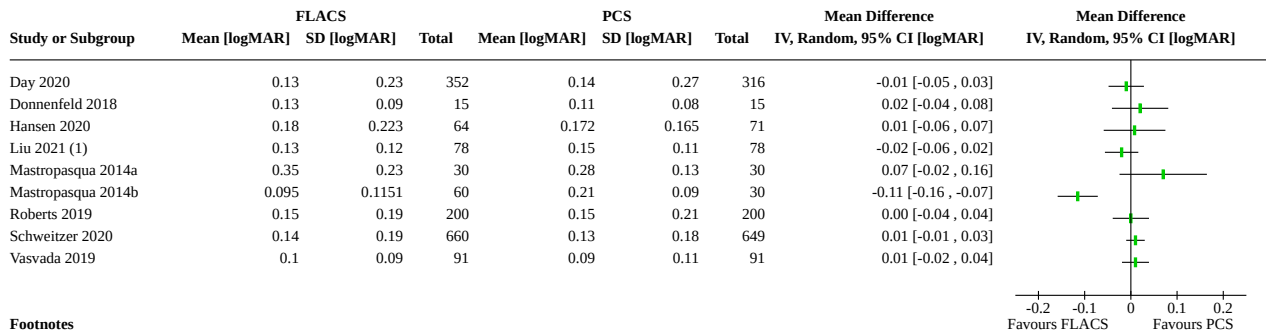 FLACS PCS Mean Difference Mean Difference
Study or Subgroup Mean [logMAR] SD [logMAR] Total Mean [logMAR] SD [logMAR] Total IV, Random, 95% CI [logMAR] IV, Random, 95% CI [logMAR]
Day 2020 0.13 0.23 352 0.14 0.27 316 -0.01 [-0.05 , 0.03]
Donnenfeld 2018 0.13 0.09 15 0.11 0.08 15 0.02 [-0.04 , 0.08]
Hansen 2020 0.18 0.223 64 0.172 0.165 71 0.01 [-0.06 , 0.07]
Liu 2021 (1) 0.13 0.12 78 0.15 0.11 78 -0.02 [-0.06 , 0.02]
Mastropasqua 2014a 0.35 0.23 30 0.28 0.13 30 0.07 [-0.02 , 0.16]
Mastropasqua 2014b 0.095 0.1151 60 0.21 0.09 30 -0.11 [-0.16 , -0.07]
Roberts 2019 0.15 0.19 200 0.15 0.21 200 0.00 [-0.04 , 0.04]
Schweitzer 2020 0.14 0.19 660 0.13 0.18 649 0.01 [-0.01 , 0.03]
Vasvada 2019 0.1 0.09 91 0.09 0.11 91 0.01 [-0.02 , 0.04]
-0.2 -0.1 0 0.1 0.2
Footnotes Favours FLACS Favours PCS